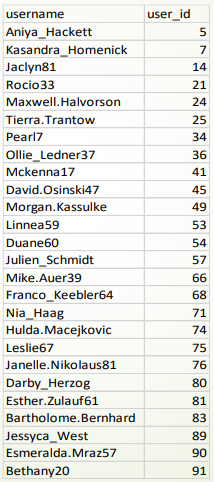 username user_id
Aniya_Hackett 5
Kasandra_Homenick 7
Jaclyn81 14
Rocio33 21
Maxwell.Halvorson 24
Tierra.Trantow 25
Pearl7 34
Ollie_Ledner37 36
Mckenna17 41
David.Osinski47 45
Morgan.Kassulke 49
Linnea59 53
Duane60 54
Julien_Schmidt 57
Mike.Auer39 66
Franco_Keebler64 68
Nia_Haag 71
Hulda.Macejkovic 74
Leslie67 75
Janelle.Nikolaus81 76
Darby_Herzog 80
Esther.Zulauf61 81
Bartholome.Bernhard 83
Jessyca_West 89
Esmeralda.Mraz57 90
Bethany20 91